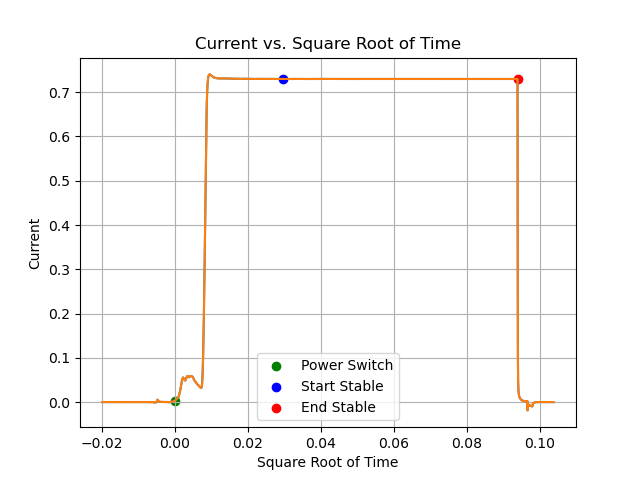 Current vs. Square Root of Time
0.7
0.6
0.5
0.4
0.3
0.2
0.1
0.0
Current
Power Switch
Start Stable
End Stable
−0.02 0.00 0.02 0.04 0.06 0.08 0.10
Square Root of Time